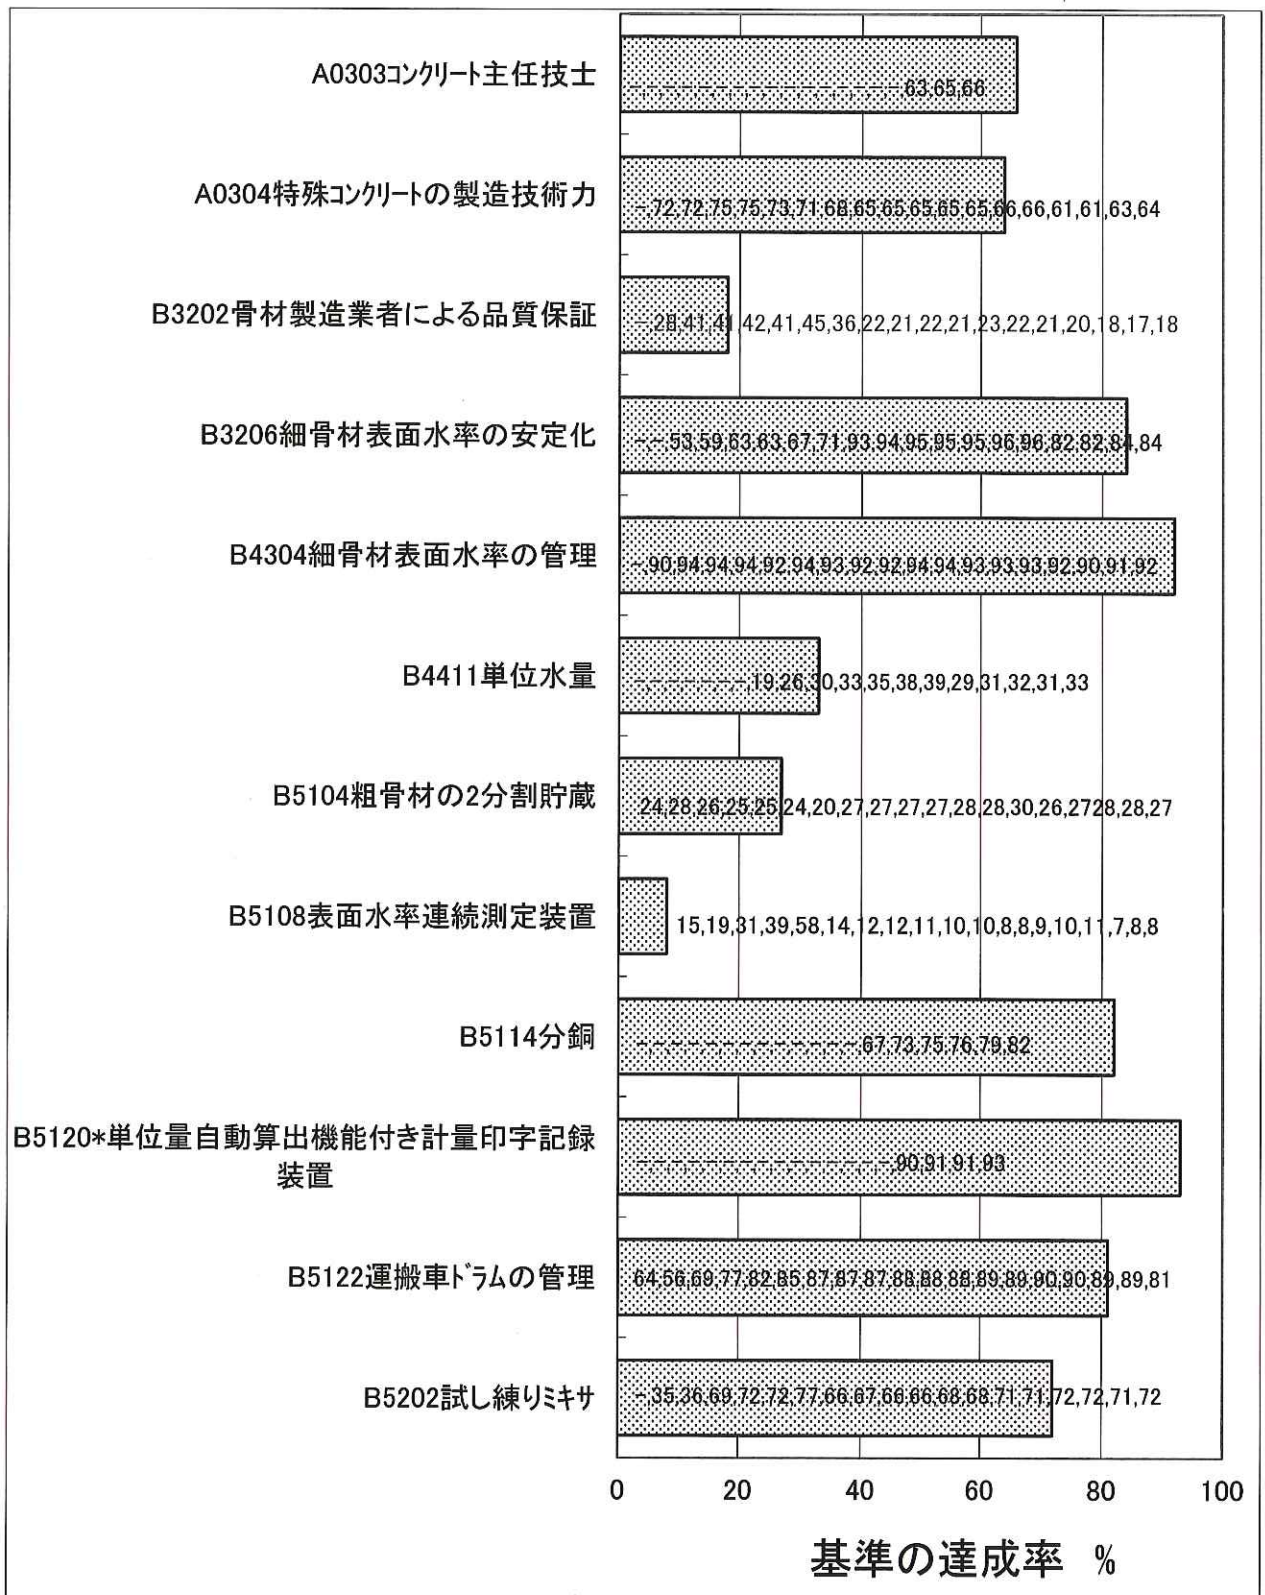 A0303コンクリート主任技士
-,-,-,-,-,-,-,-,-,-,-,-,-,-,-,-,63,65,66
A0304特殊コンクリートの製造技術力
-,72,72,75,75,73,71,68,65,65,65,65,65,66,66,61,61,63,64
B3202骨材製造業者による品質保証
-,28,41,41,42,41,45,36,22,21,22,21,23,22,21,20,18,17,18
B3206細骨材表面水率の安定化
-,-,53,59,63,63,67,71,93,94,95,95,95,96,96,82,82,84,84
B4304細骨材表面水率の管理
-,90,94,94,94,92,94,93,92,92,94,94,93,93,93,92,90,91,92
B4411単位水量
-,-,-,-,-,-,-,19,26,30,33,35,38,39,29,31,32,31,33
B5104粗骨材の2分割貯蔵
24,28,26,25,25,24,20,27,27,27,27,28,28,30,26,2728,28,27
B5108表面水率連続測定装置
15,19,31,39,58,14,12,12,11,10,10,8,8,9,10,11,7,8,8
B5114分銅
-,-,-,-,-,-,-,-,-,-,-,-,-,67,73,75,76,79,82
B5120*単位量自動算出機能付き計量印字記録
装置
-,-,-,-,-,-,-,-,-,-,-,-,-,-,-,90,91,91,93
B5122運搬車ドラムの管理
64,56,69,77,82,85,87,87,87,88,88,88,89,89,90,90,89,89,81
B5202試し練りミキサ
-,35,36,69,72,72,77,66,67,66,66,68,68,71,71,72,72,71,72
0 20 40 60 80 100
基準の達成率 %